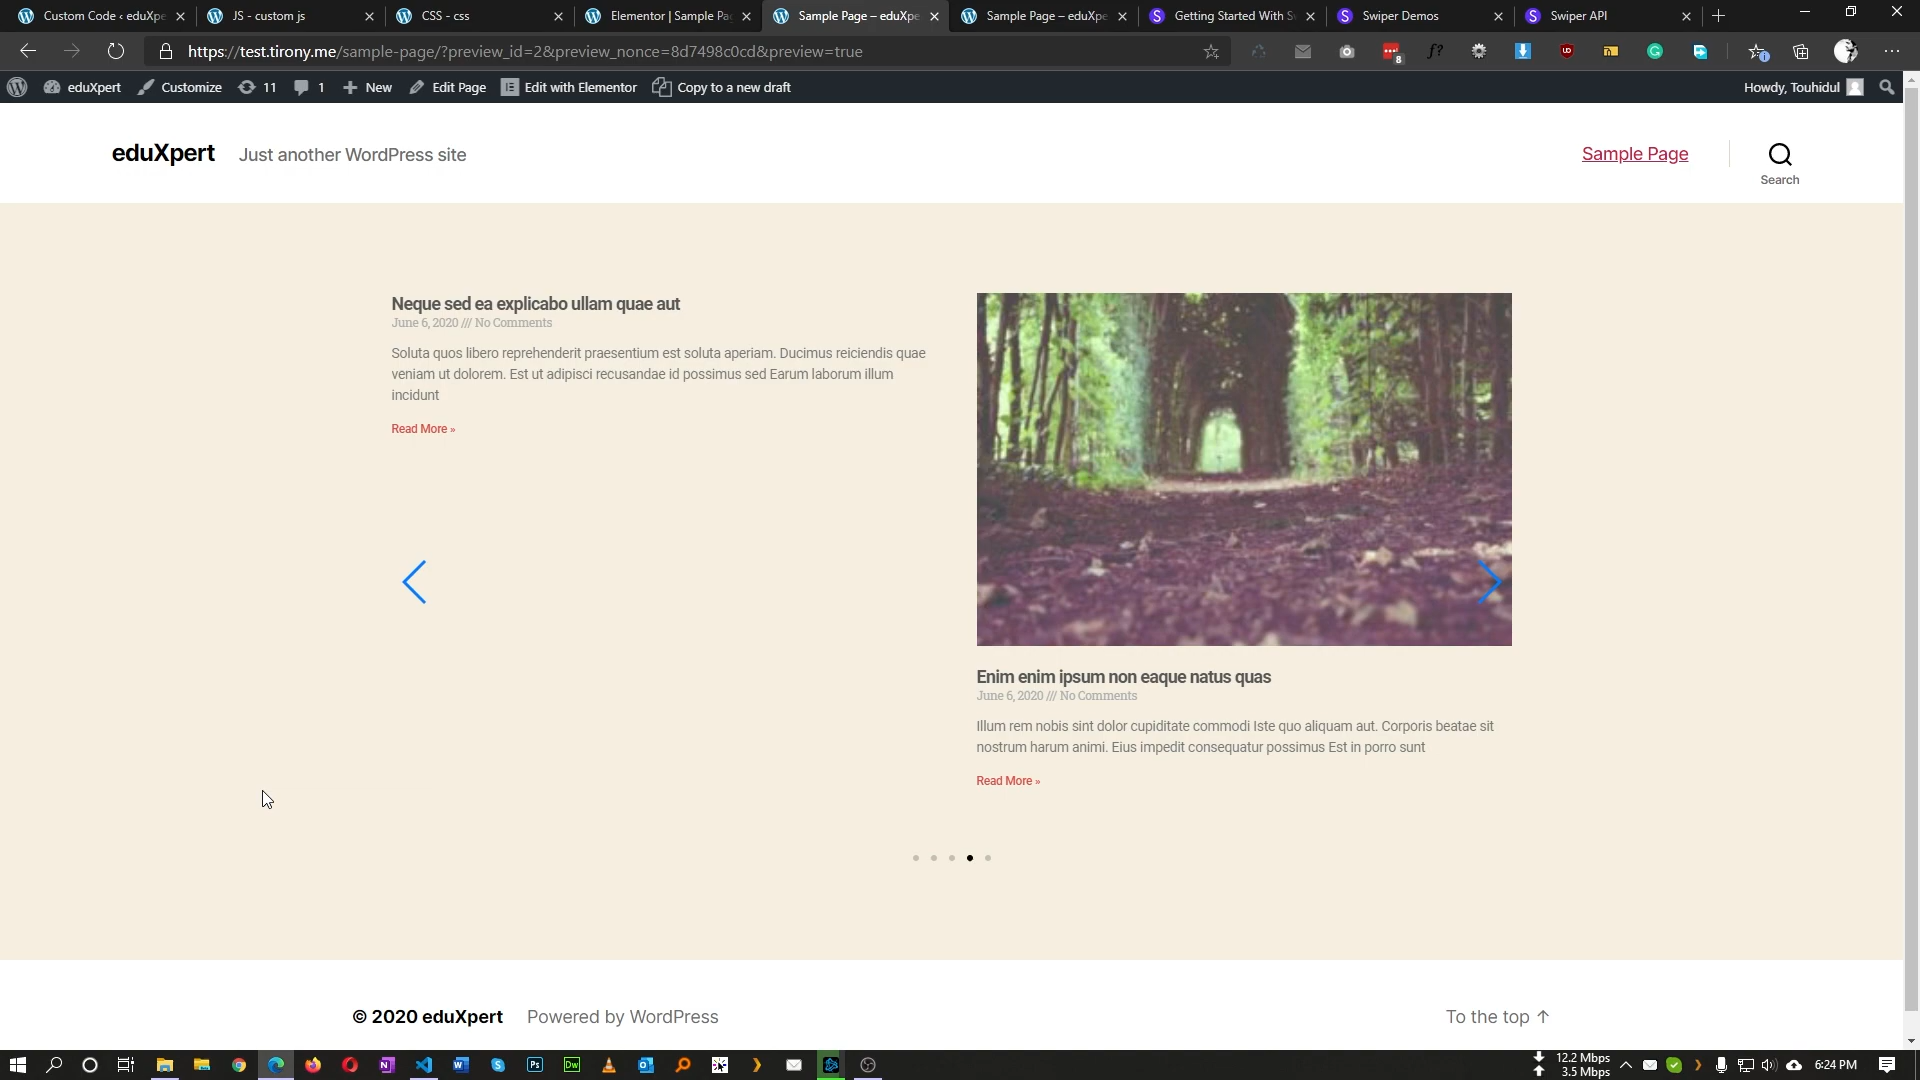 Custom Code ‹ eduXpe
JS - custom js
CSS - css
Elementor | Sample Pa
Sample Page – eduXpe
Sample Page – eduXpe
Getting Started With S
Swiper Demos
Swiper API
https://test.tirony.me/sample-page/?preview_id=2&preview_nonce=8d7498c0cd&preview=true
8
f?
eduXpert
Customize
11
1
New
Edit Page
Edit with Elementor
Copy to a new draft
Howdy, Touhidul
eduXpert
Just another WordPress site
Sample Page
Search
Neque sed ea explicabo ullam quae aut
June 6, 2020 /// No Comments
Soluta quos libero reprehenderit praesentium est soluta aperiam. Ducimus reiciendis quae
veniam ut dolorem. Est ut adipisci recusandae id possimus sed Earum laborum illum
incidunt
Read More »
Enim enim ipsum non eaque natus quas
June 6, 2020 /// No Comments
Illum rem nobis sint dolor cupiditate commodi Iste quo aliquam aut. Corporis beatae sit
nostrum harum animi. Eius impedit consequatur possimus Est in porro sunt
Read More »
© 2020 eduXpert
Powered by WordPress
To the top ↑
12.2 Mbps
3.5 Mbps
6:24 PM